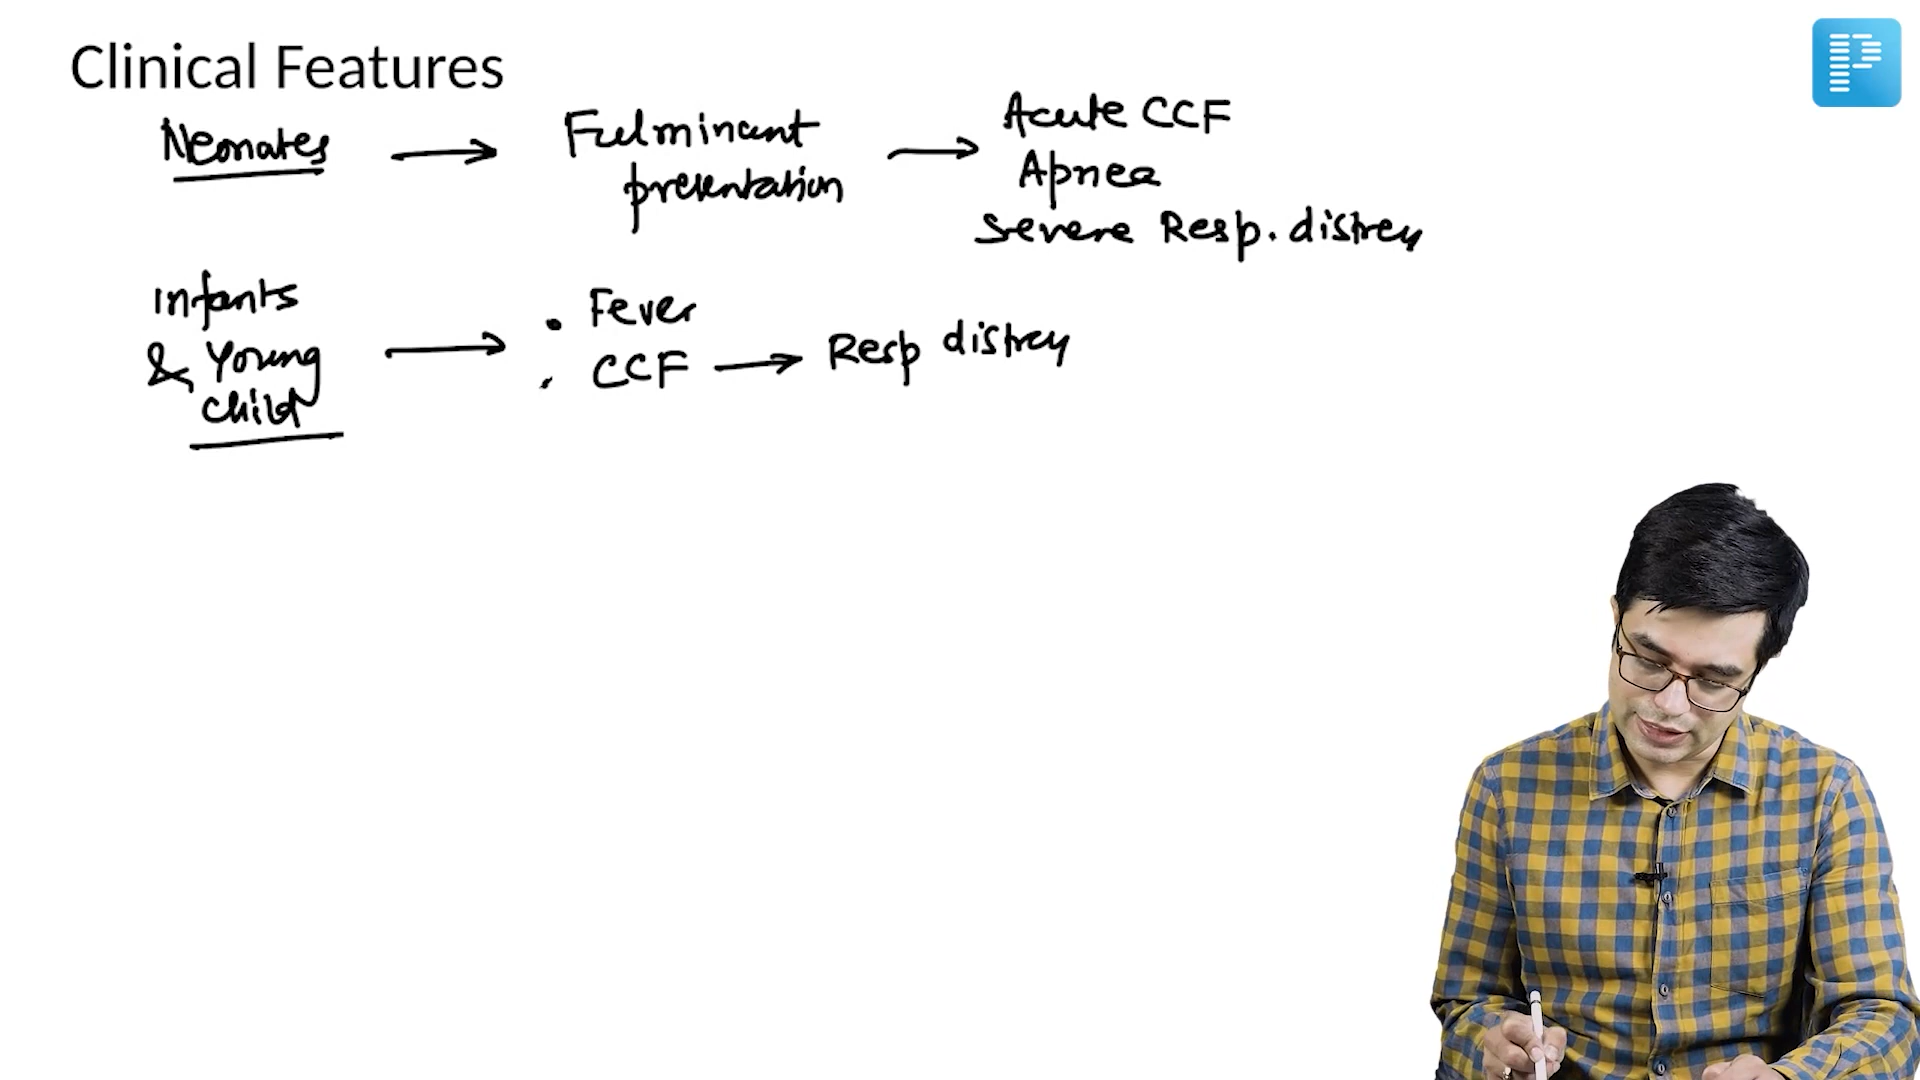 Clinical Features
Neonates → Fulminant presentation → Acute CCF
Apnea
Severe Resp. distress
Infants & Young child → • Fever
• CCF → Resp distress